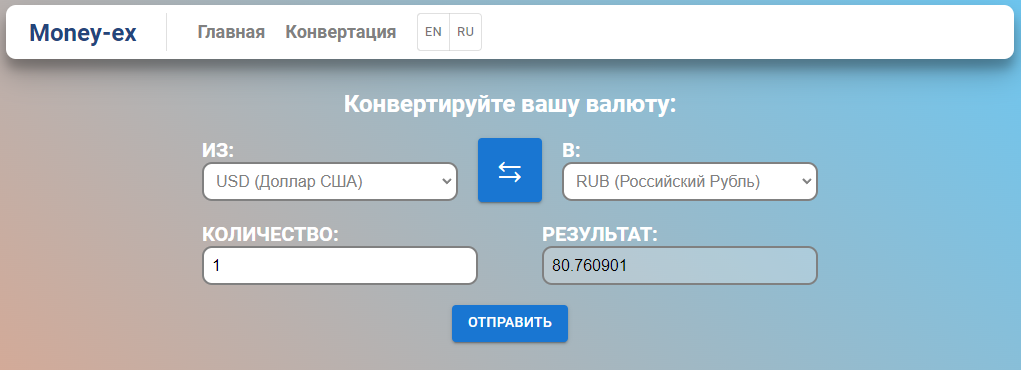 Money-ex Главная Конвертация EN RU
Конвертируйте вашу валюту:
ИЗ: В:
USD (Доллар США) RUB (Российский Рубль)
КОЛИЧЕСТВО: РЕЗУЛЬТАТ:
1 80.760901
ОТПРАВИТЬ